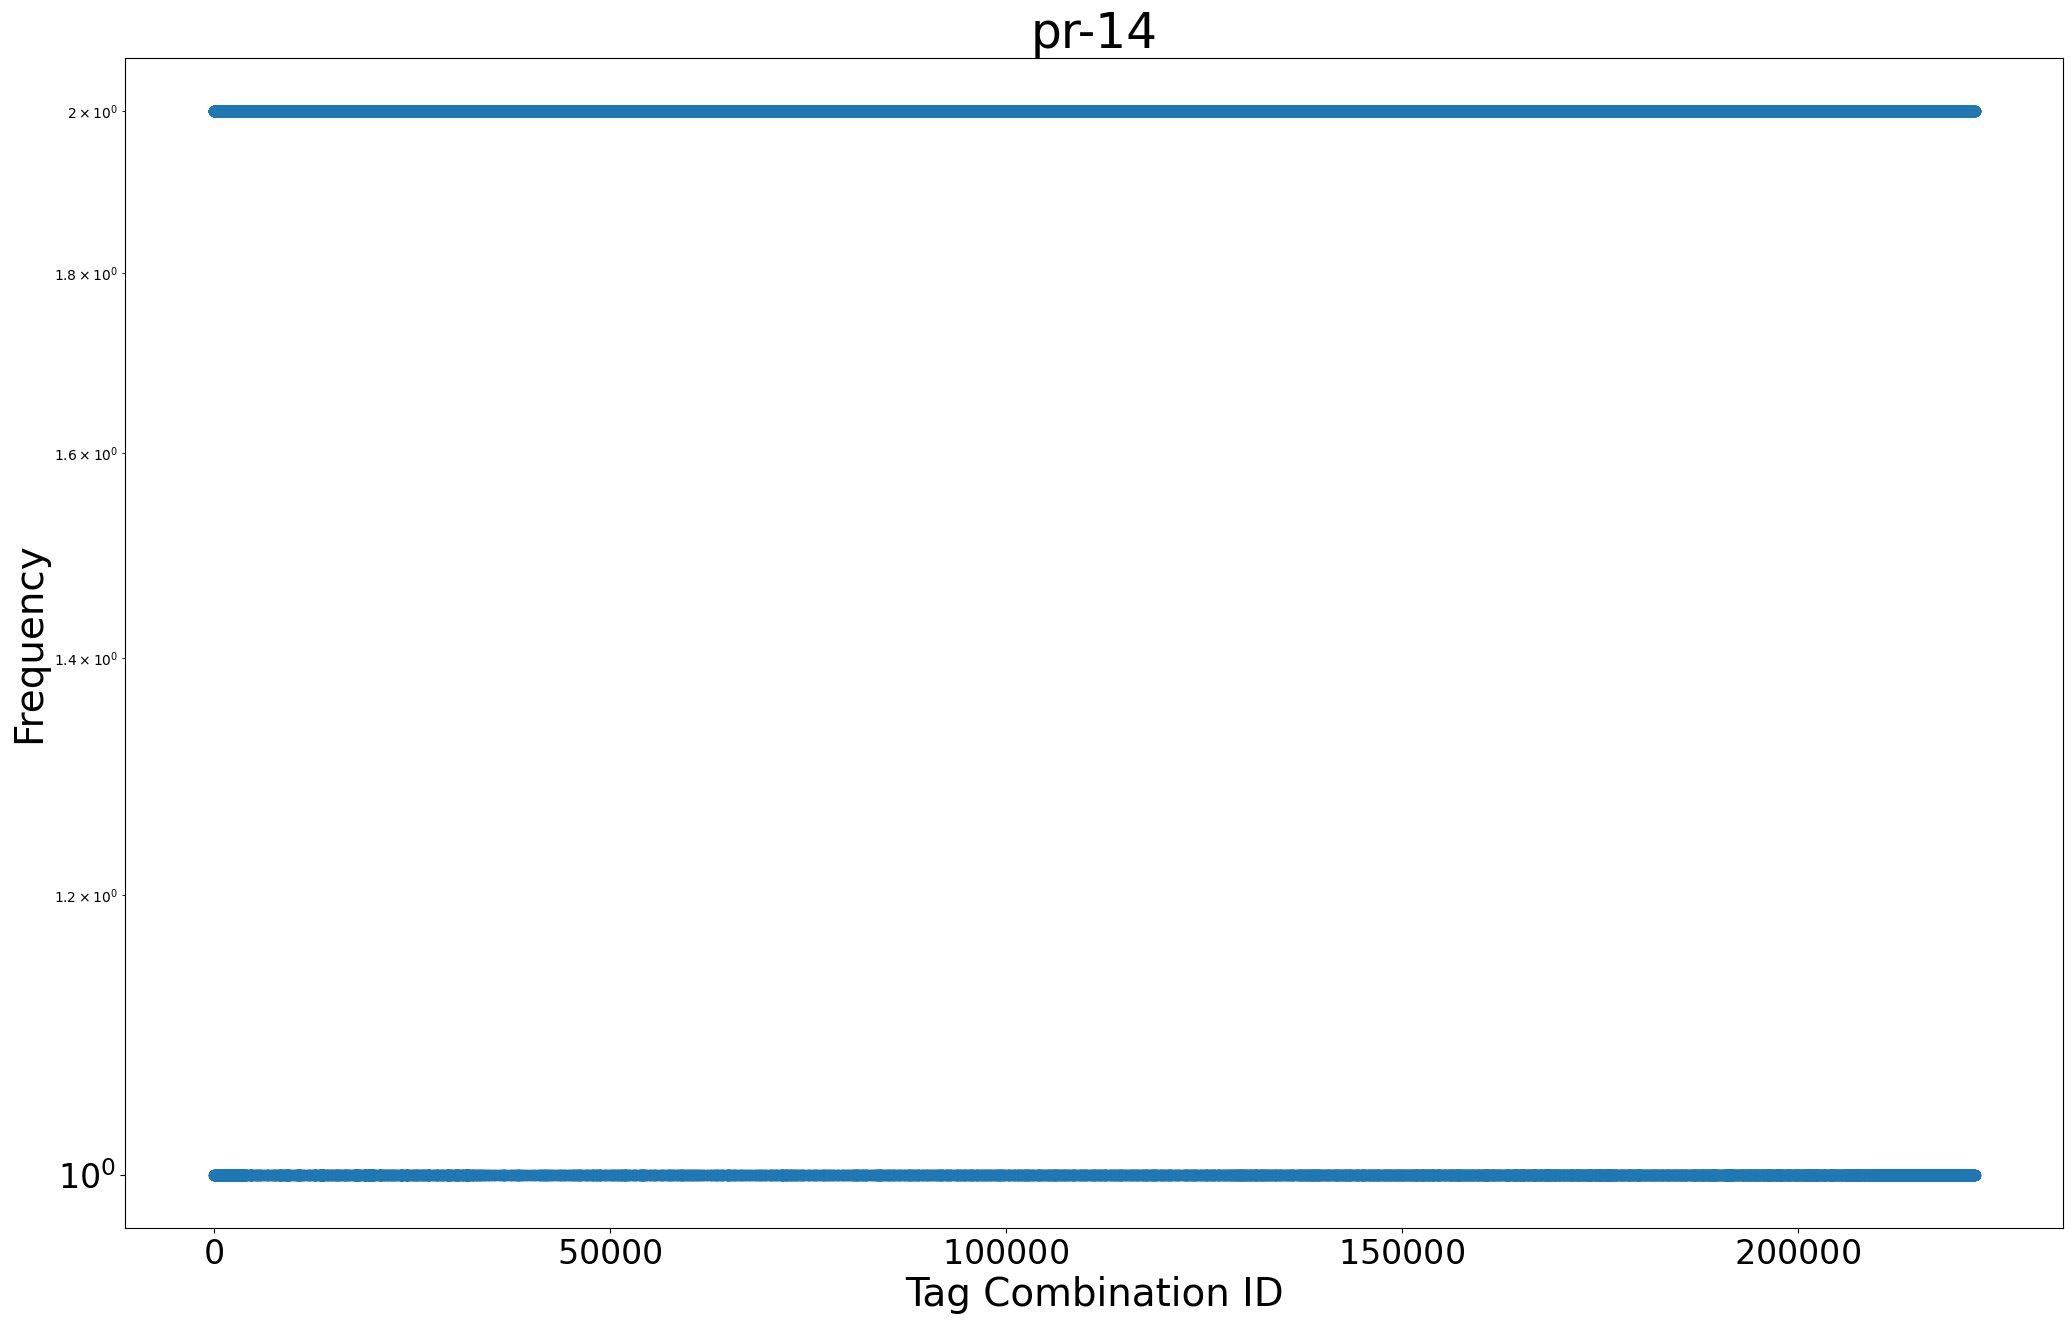 pr-14
2 × 10⁰
1.8 × 10⁰
1.6 × 10⁰
1.4 × 10⁰
1.2 × 10⁰
10⁰
Frequency
0 50000 100000 150000 200000
Tag Combination ID